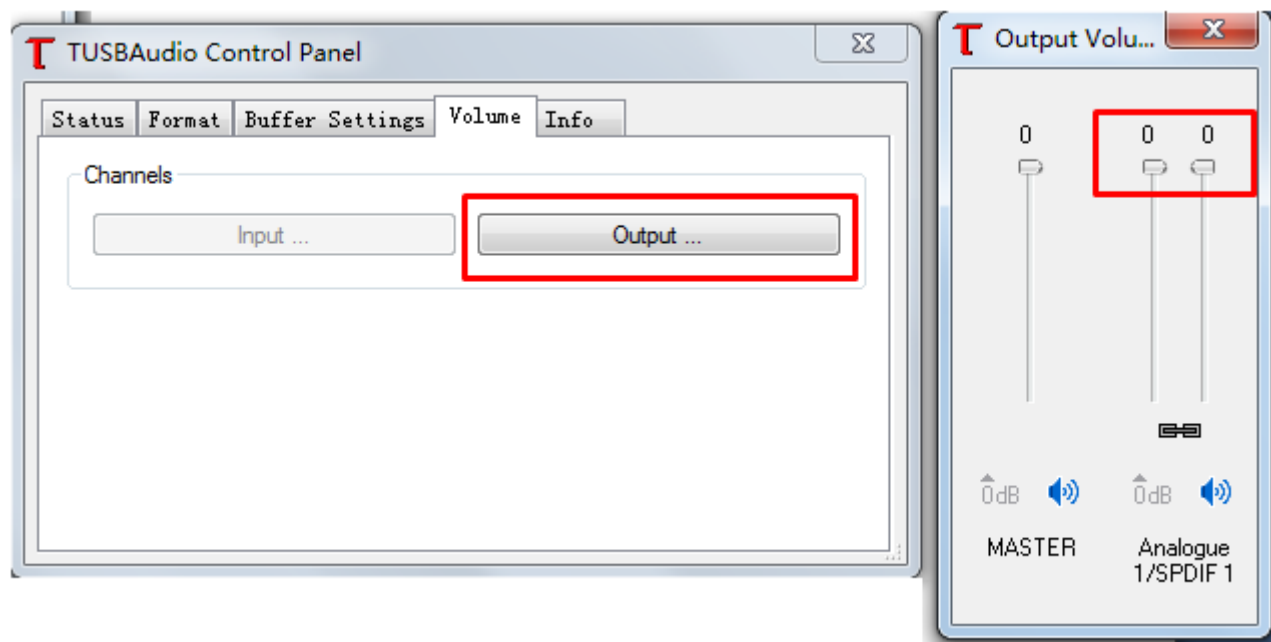 TUSBAudio Control Panel
Status Format Buffer Settings Volume Info
Channels
Input ...
Output ...
Output Volu...
0 0 0
0dB 0dB
MASTER
Analogue
1/SPDIF 1